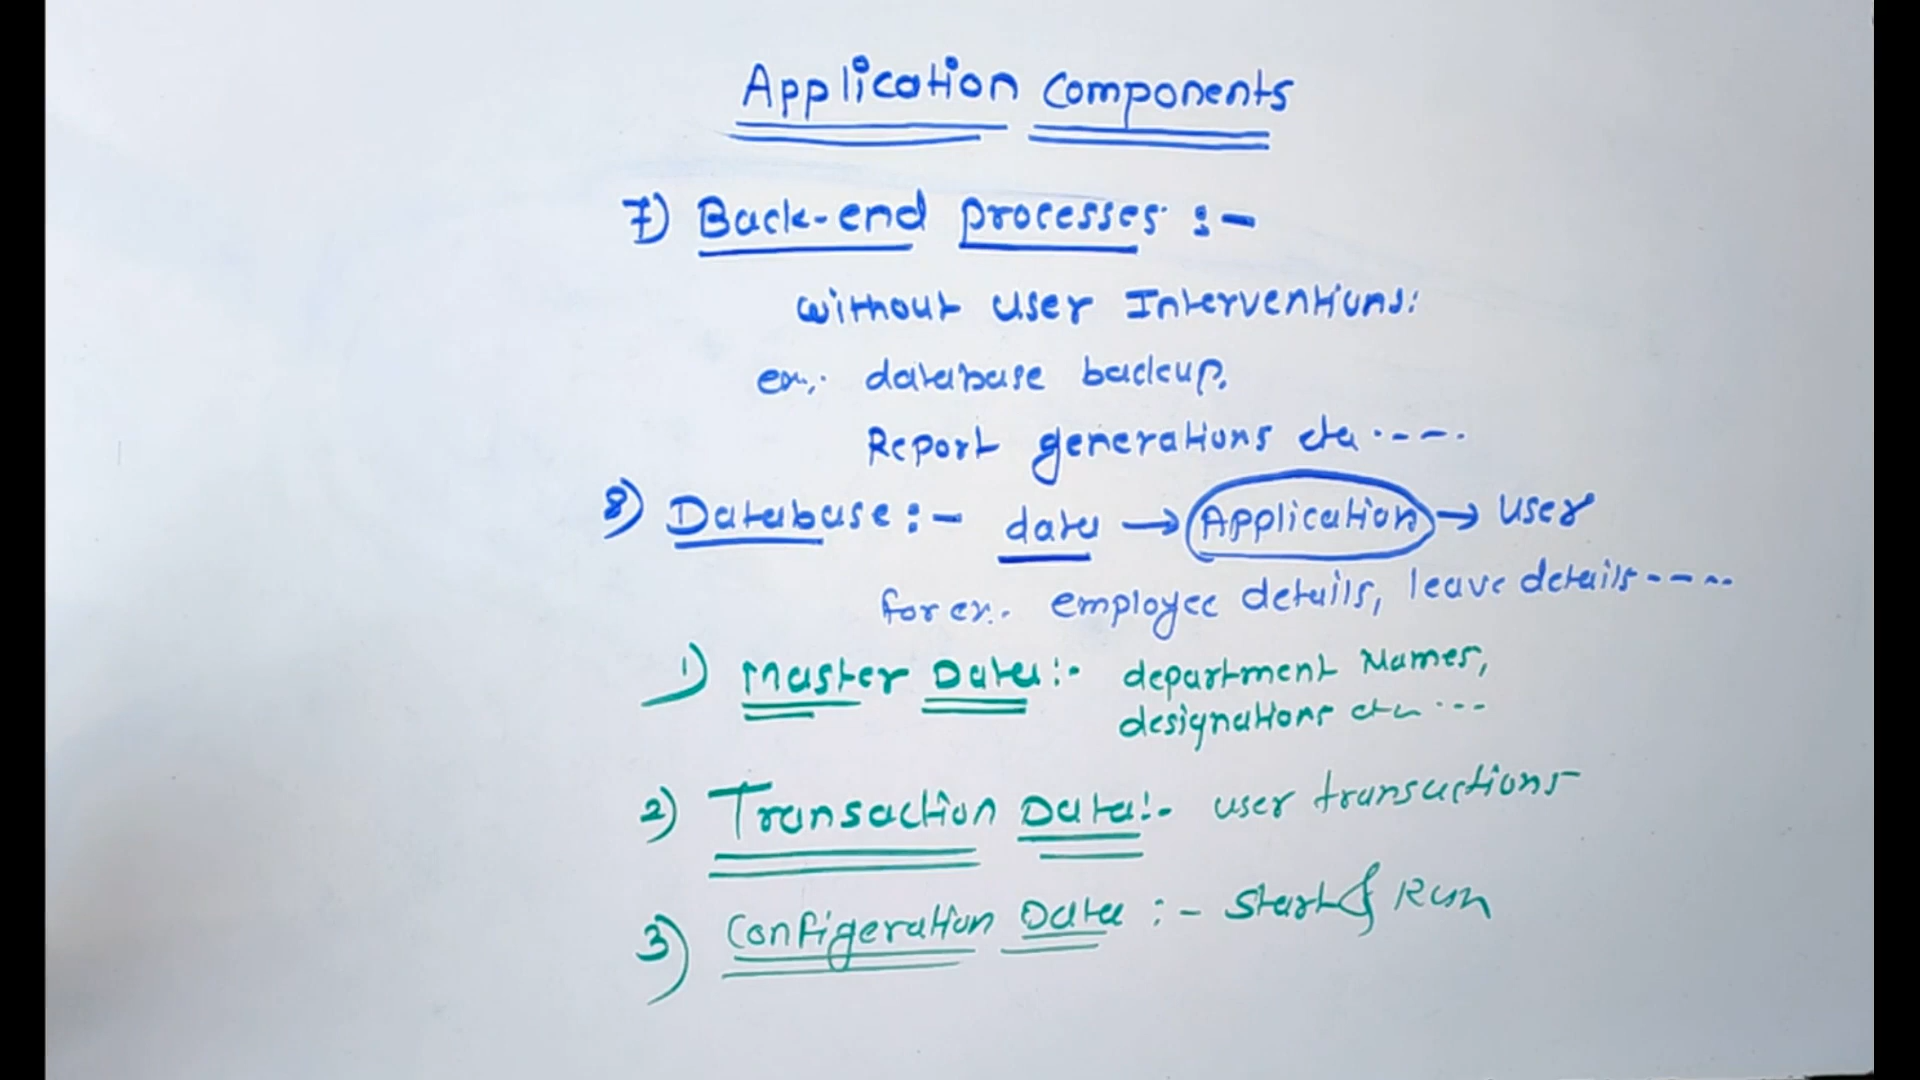 Application Components
7) Back-end processes :-
without user Interventions.
ex:- database backup.
Report generations etc.----.
8) Database :- data → Application → user
for ex:- employee details, leave details-----
1) Master Data :- department Names,
designations etc ----
2) Transaction Data :- user transactions
3) Configeration Data :- Start & Run